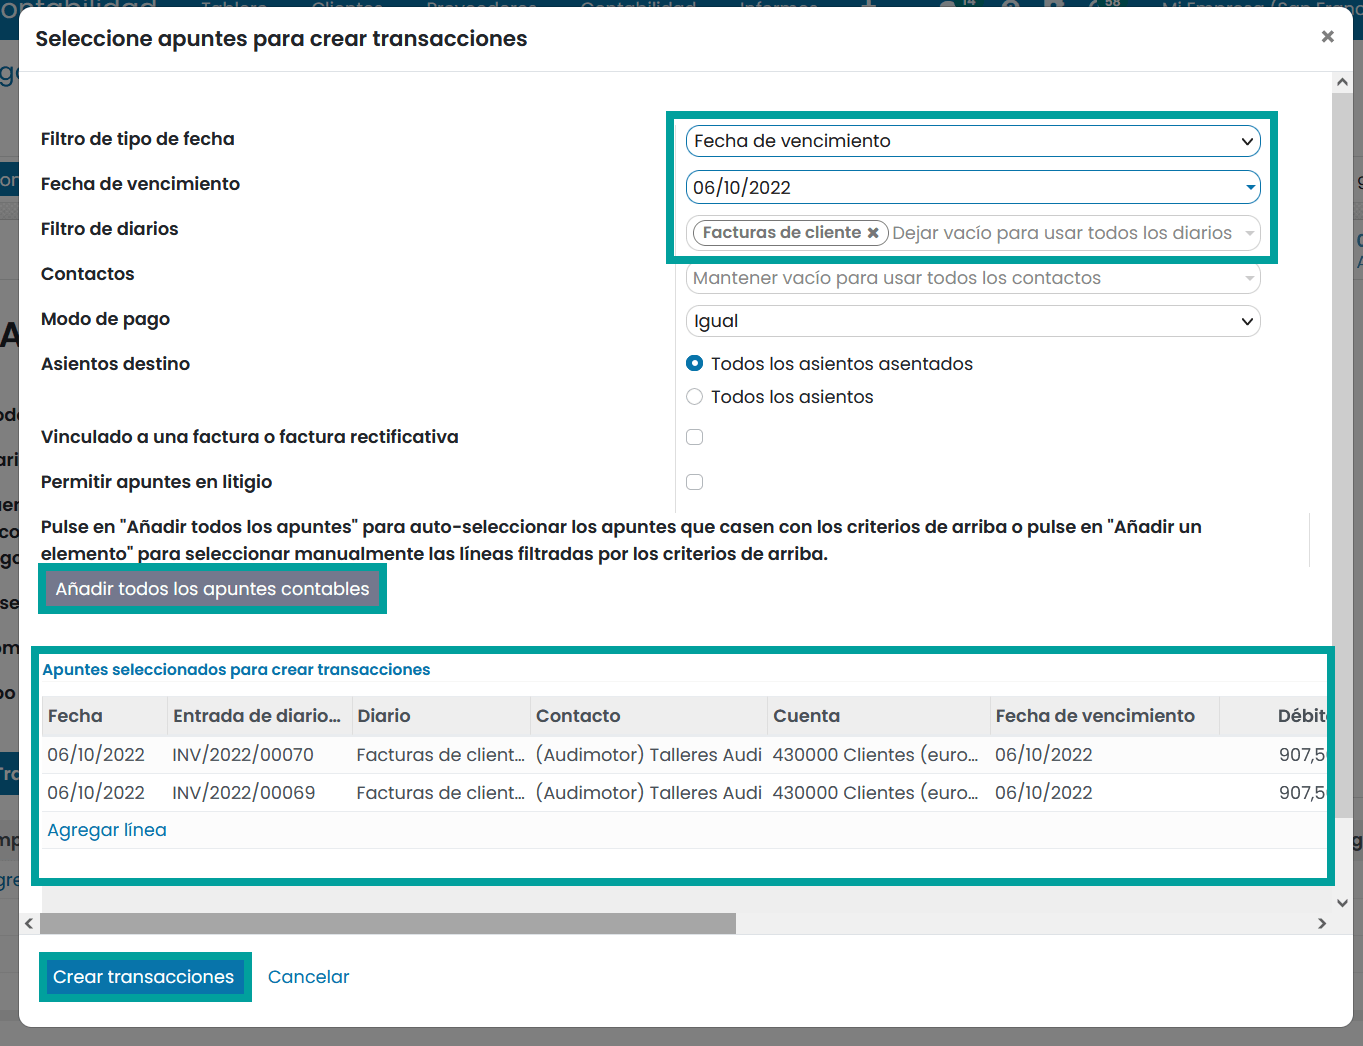 Seleccione apuntes para crear transacciones
Filtro de tipo de fecha
Fecha de vencimiento
Fecha de vencimiento
06/10/2022
Filtro de diarios
Facturas de cliente ✖ Dejar vacío para usar todos los diarios
Contactos
Mantener vacío para usar todos los contactos
Modo de pago
Igual
Asientos destino
Todos los asientos asentados
Todos los asientos
Vinculado a una factura o factura rectificativa
Permitir apuntes en litigio
Pulse en "Añadir todos los apuntes" para auto-seleccionar los apuntes que casen con los criterios de arriba o pulse en "Añadir un
elemento" para seleccionar manualmente las líneas filtradas por los criterios de arriba.
Añadir todos los apuntes contables
Apuntes seleccionados para crear transacciones
Fecha Entrada de diario... Diario Contacto Cuenta Fecha de vencimiento Débit
06/10/2022 INV/2022/00070 Facturas de client... (Audimotor) Talleres Audi 430000 Clientes (euro... 06/10/2022 907,5
06/10/2022 INV/2022/00069 Facturas de client... (Audimotor) Talleres Audi 430000 Clientes (euro... 06/10/2022 907,5
Agregar línea
Crear transacciones Cancelar